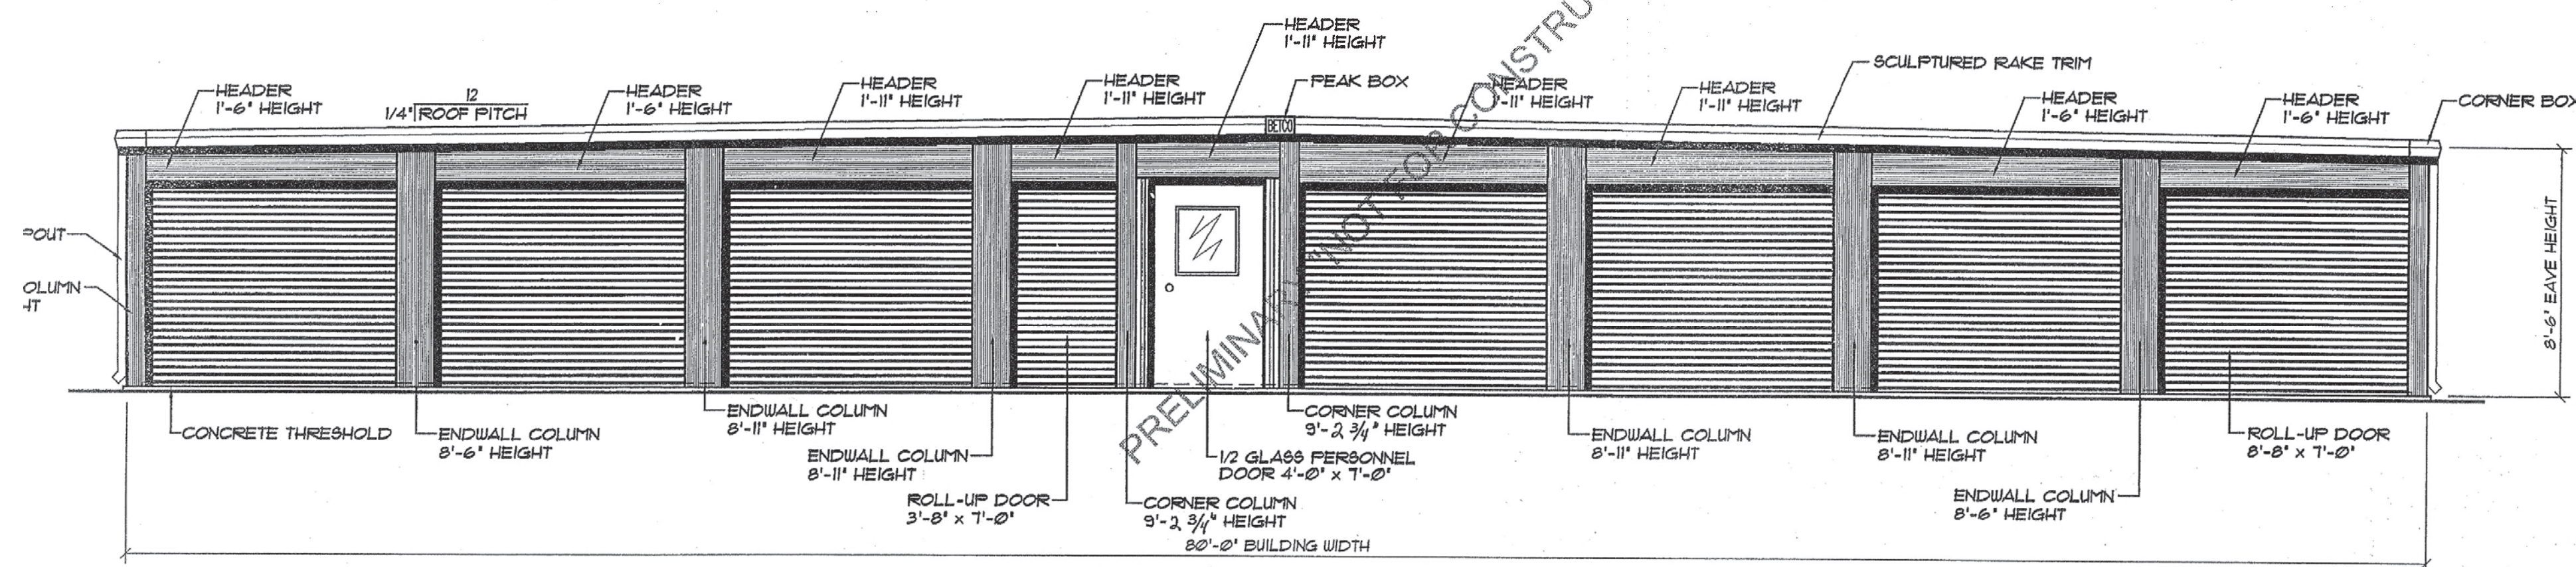 HEADER
1'-11" HEIGHT
HEADER
1'-6" HEIGHT
12
1/4" ROOF PITCH
HEADER
1'-6" HEIGHT
HEADER
1'-11" HEIGHT
HEADER
1'-11" HEIGHT
PEAK BOX
HEADER
1'-11" HEIGHT
HEADER
1'-11" HEIGHT
SCULPTURED RAKE TRIM
HEADER
1'-6" HEIGHT
HEADER
1'-6" HEIGHT
CORNER BOX
BETCO
POUT
OLUMN
HT
8'-6" EAVE HEIGHT
PRELIMINARY "NOT FOR CONSTRU
CONCRETE THRESHOLD
ENDWALL COLUMN
8'-6" HEIGHT
ENDWALL COLUMN
8'-11" HEIGHT
ENDWALL COLUMN
8'-11" HEIGHT
ROLL-UP DOOR
3'-8" x 7'-0"
CORNER COLUMN
9'-2 3/4" HEIGHT
1/2 GLASS PERSONNEL
DOOR 4'-0" x 7'-0"
CORNER COLUMN
9'-2 3/4" HEIGHT
ENDWALL COLUMN
8'-11" HEIGHT
ENDWALL COLUMN
8'-11" HEIGHT
ENDWALL COLUMN
8'-6" HEIGHT
ROLL-UP DOOR
8'-8" x 7'-0"
80'-0" BUILDING WIDTH